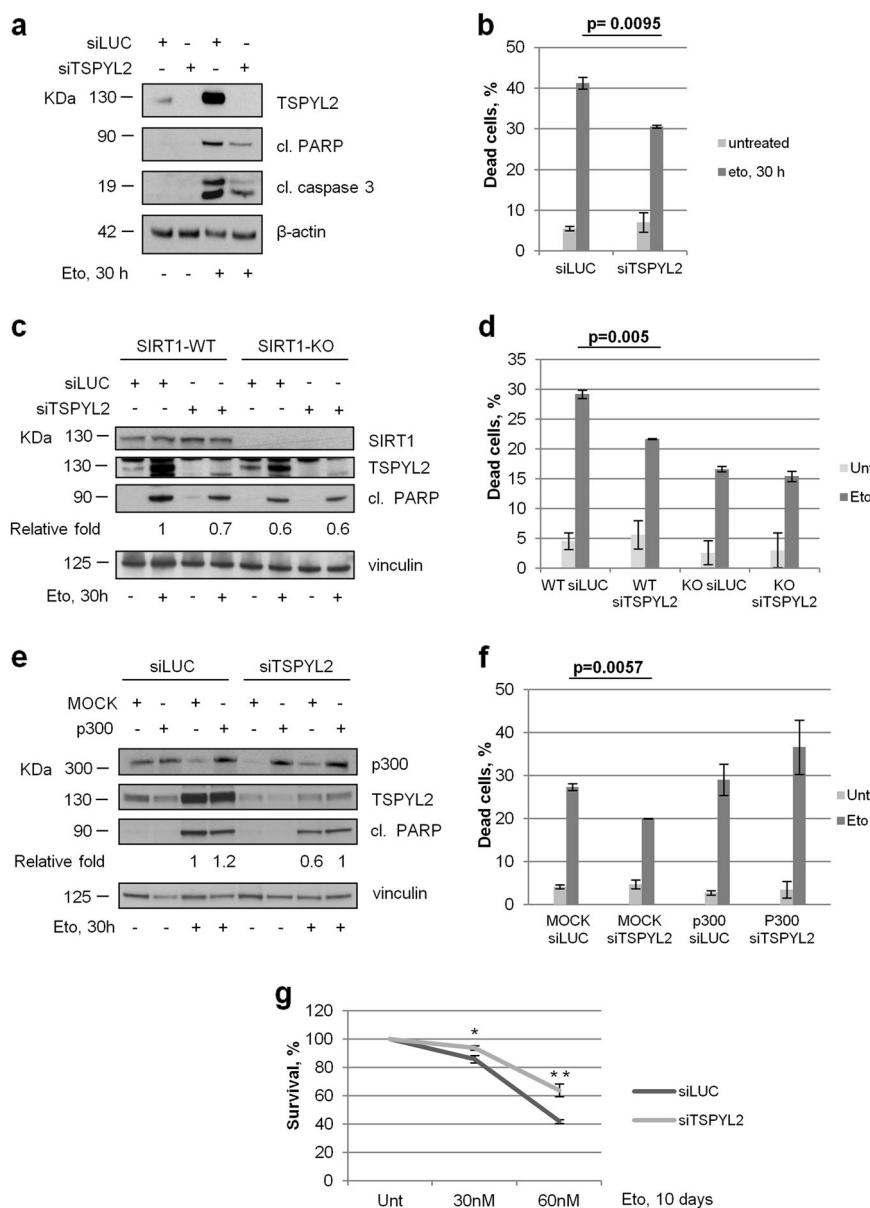 a
siLUC + - + -
siTSPYL2 - + - +
KDa 130 TSPYL2
90 cl. PARP
19 cl. caspase 3
42 β-actin
Eto, 30 h - - + +
b
p= 0.0095
Dead cells, %
50
40
30
20
10
0
siLUC siTSPYL2
untreated
eto, 30 h
c
SIRT1-WT SIRT1-KO
siLUC + + - - + + - -
siTSPYL2 - - + + - - + +
KDa 130 SIRT1
130 TSPYL2
90 cl. PARP
Relative fold 1 0.7 0.6 0.6
125 vinculin
Eto, 30h - + - + - + - +
d
p=0.005
Dead cells, %
35
30
25
20
15
10
5
0
WT siLUC WT siTSPYL2 KO siLUC KO siTSPYL2
Unt
Eto
e
siLUC siTSPYL2
MOCK + - + - + - + -
p300 - + - + - + - +
KDa 300 p300
130 TSPYL2
90 cl. PARP
Relative fold 1 1.2 0.6 1
125 vinculin
Eto, 30h - - + + - - + +
f
p=0.0057
Dead cells, %
50
40
30
20
10
0
MOCK siLUC MOCK siTSPYL2 p300 siLUC P300 siTSPYL2
Unt
Eto
g
Survival, %
120
100
80
60
40
20
0
*
**
siLUC
siTSPYL2
Unt 30nM 60nM Eto, 10 days